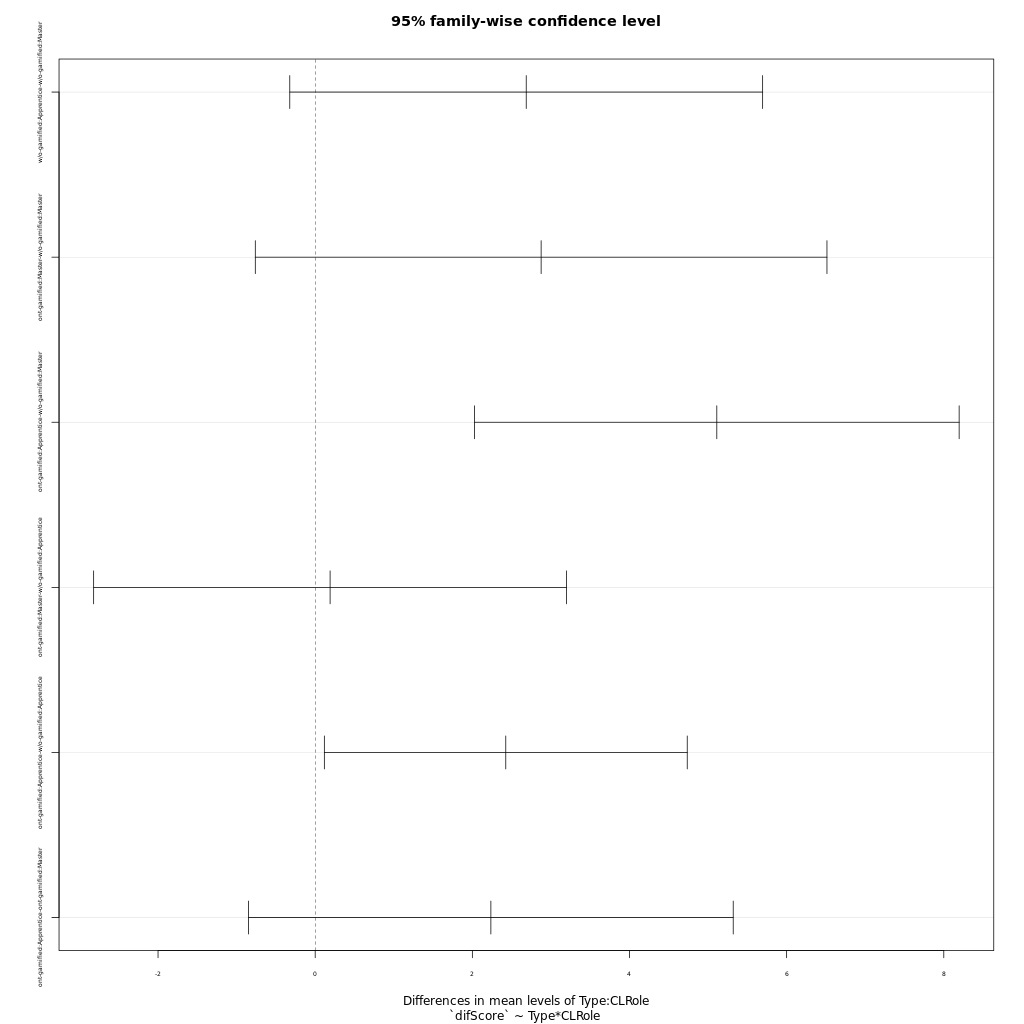 95% family-wise confidence level
w/o-gamified:Apprentice-w/o-gamified:Master
ont-gamified:Master-w/o-gamified:Master
ont-gamified:Apprentice-w/o-gamified:Master
ont-gamified:Master-w/o-gamified:Apprentice
ont-gamified:Apprentice-w/o-gamified:Apprentice
ont-gamified:Apprentice-ont-gamified:Master
-2 0 2 4 6 8
Differences in mean levels of Type:CLRole
`difScore` ~ Type*CLRole